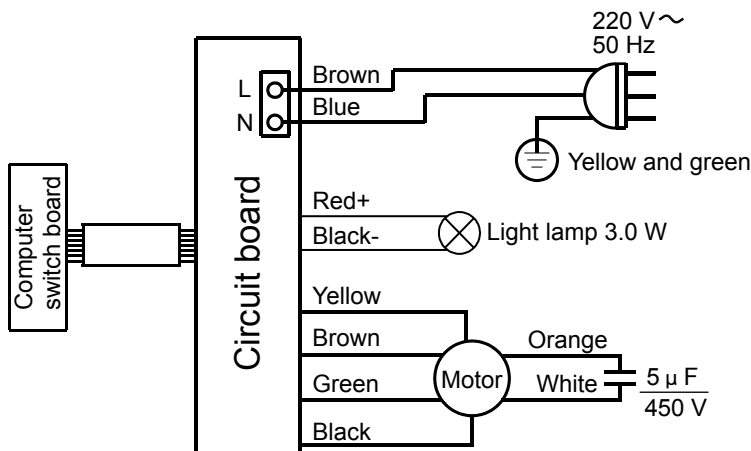 220 V～
50 Hz
L
Brown
N
Blue
Yellow and green
Computer
switch board
Circuit board
Red+
Black-
Light lamp 3.0 W
Yellow
Brown
Green
Black
Motor
Orange
White
5 μ F
450 V